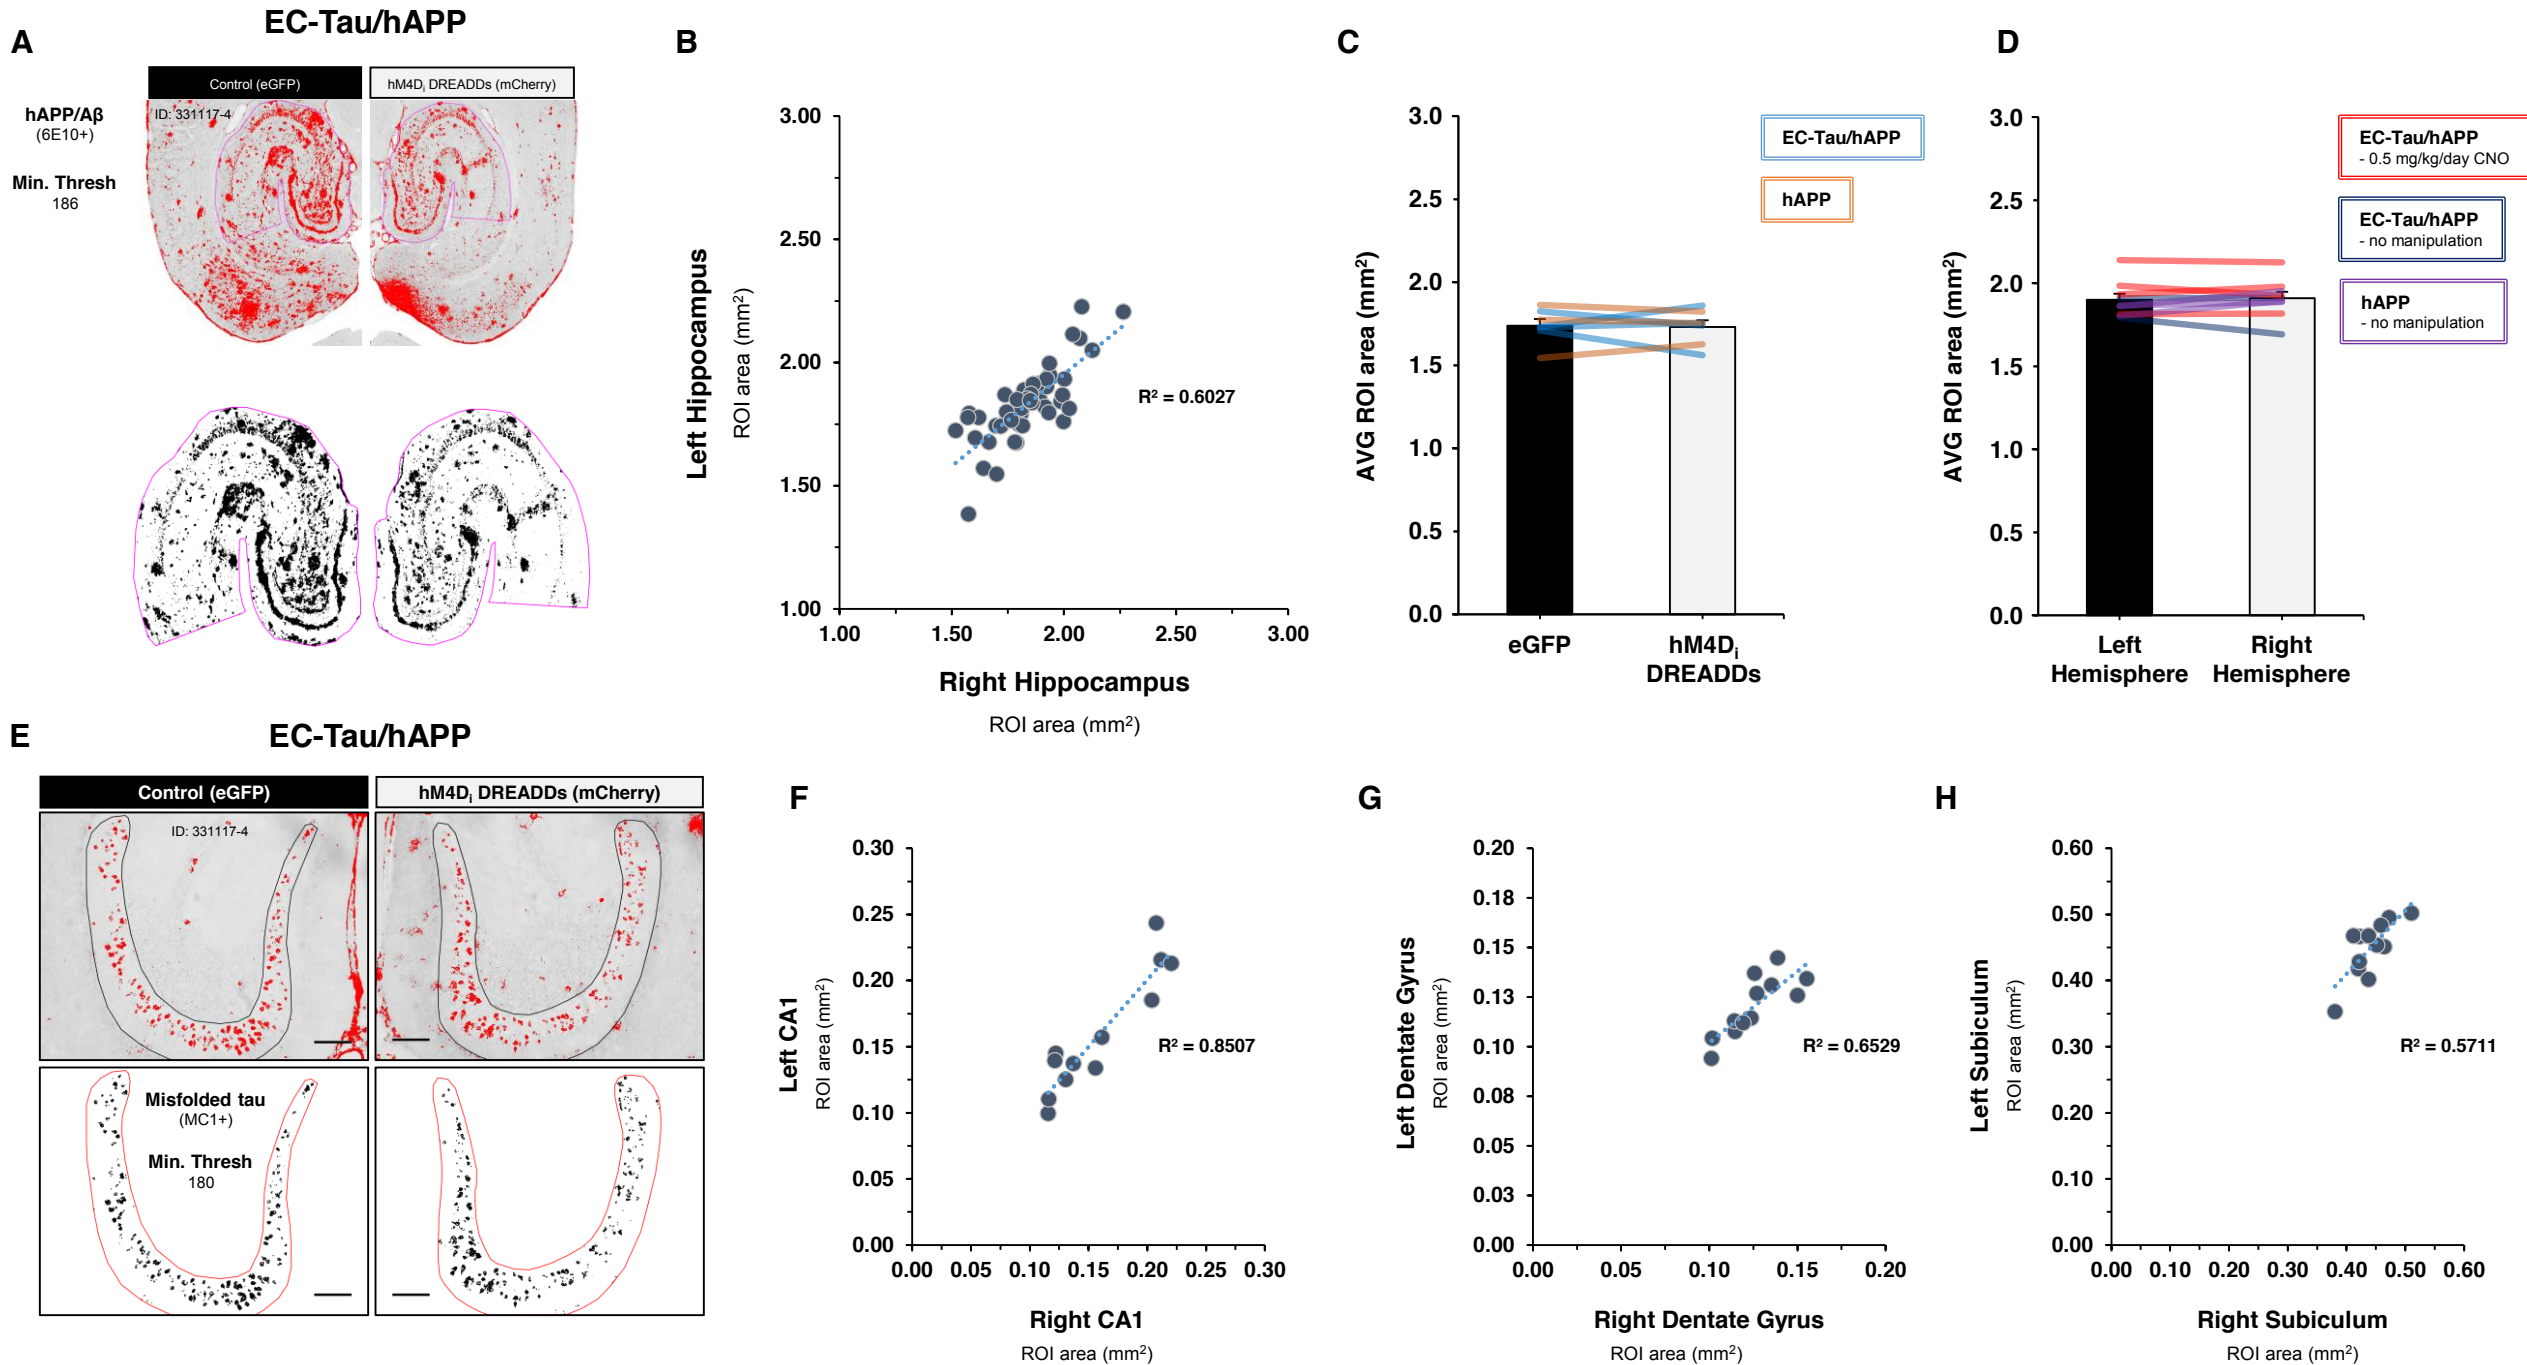 EC-Tau/hAPP
A
Control (eGFP)
hM4Di DREADDs (mCherry)
hAPP/Aβ
(6E10+)
ID: 331117-4
Min. Thresh
186
B
3.00
2.50
2.00
1.50
1.00
1.00 1.50 2.00 2.50 3.00
Left Hippocampus
ROI area (mm²)
R² = 0.6027
Right Hippocampus
ROI area (mm²)
C
3.0
2.5
2.0
1.5
1.0
0.5
0.0
AVG ROI area (mm²)
EC-Tau/hAPP
hAPP
eGFP
hM4Di
DREADDs
D
3.0
2.5
2.0
1.5
1.0
0.5
0.0
AVG ROI area (mm²)
EC-Tau/hAPP
- 0.5 mg/kg/day CNO
EC-Tau/hAPP
- no manipulation
hAPP
- no manipulation
Left
Hemisphere
Right
Hemisphere
E
EC-Tau/hAPP
Control (eGFP)
hM4Di DREADDs (mCherry)
ID: 331117-4
Misfolded tau
(MC1+)
Min. Thresh
180
F
0.30
0.25
0.20
0.15
0.10
0.05
0.00
0.00 0.05 0.10 0.15 0.20 0.25 0.30
Left CA1
ROI area (mm²)
R² = 0.8507
Right CA1
ROI area (mm²)
G
0.20
0.18
0.15
0.13
0.10
0.08
0.05
0.03
0.00
0.00 0.05 0.10 0.15 0.20
Left Dentate Gyrus
ROI area (mm²)
R² = 0.6529
Right Dentate Gyrus
ROI area (mm²)
H
0.60
0.50
0.40
0.30
0.20
0.10
0.00
0.00 0.10 0.20 0.30 0.40 0.50 0.60
Left Subiculum
ROI area (mm²)
R² = 0.5711
Right Subiculum
ROI area (mm²)